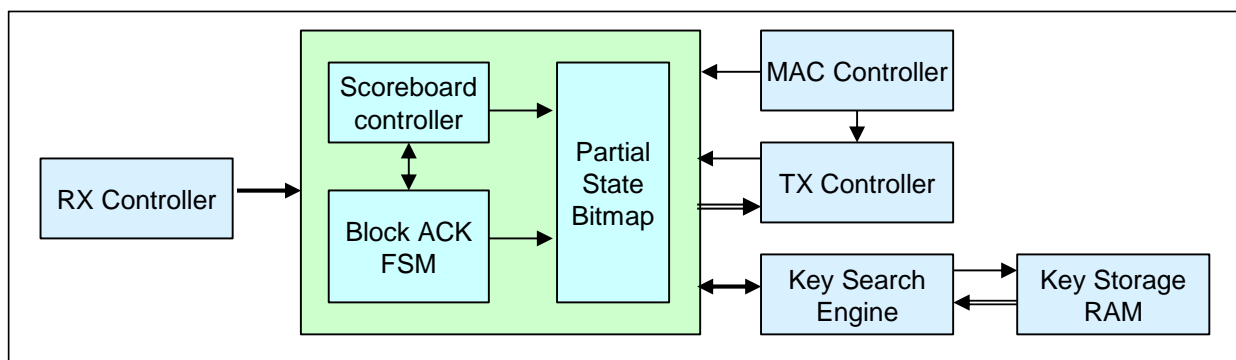 RX Controller
Scoreboard
controller
Block ACK
FSM
Partial
State
Bitmap
MAC Controller
TX Controller
Key Search
Engine
Key Storage
RAM